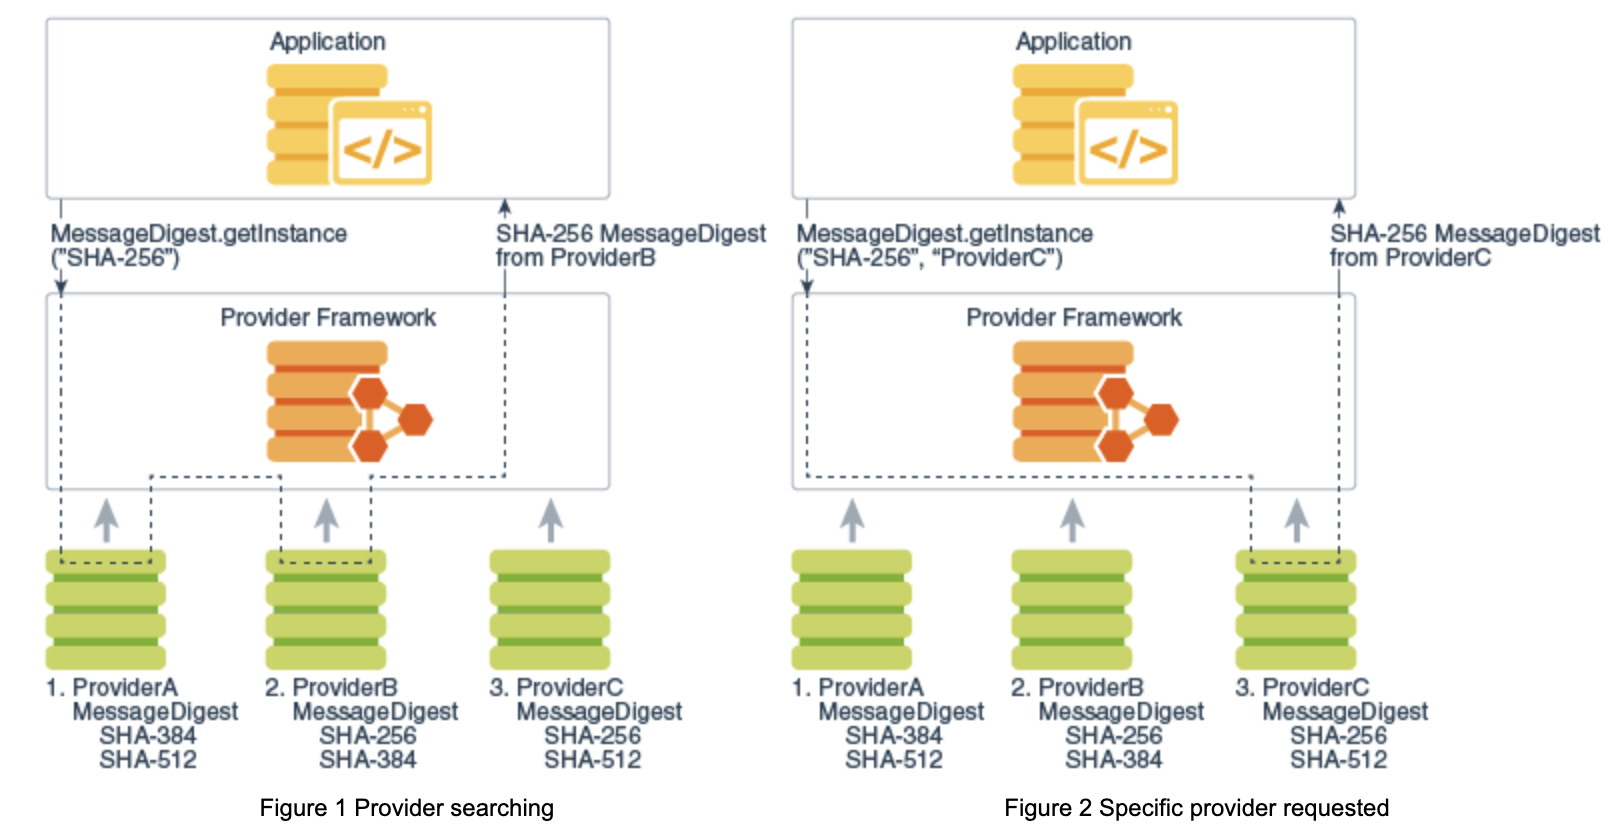 Application
</>
MessageDigest.getInstance
("SHA-256")
SHA-256 MessageDigest
from ProviderB
Provider Framework
1. ProviderA
MessageDigest
SHA-384
SHA-512
2. ProviderB
MessageDigest
SHA-256
SHA-384
3. ProviderC
MessageDigest
SHA-256
SHA-512
Figure 1 Provider searching
Application
</>
MessageDigest.getInstance
("SHA-256", “ProviderC”)
SHA-256 MessageDigest
from ProviderC
Provider Framework
1. ProviderA
MessageDigest
SHA-384
SHA-512
2. ProviderB
MessageDigest
SHA-256
SHA-384
3. ProviderC
MessageDigest
SHA-256
SHA-512
Figure 2 Specific provider requested